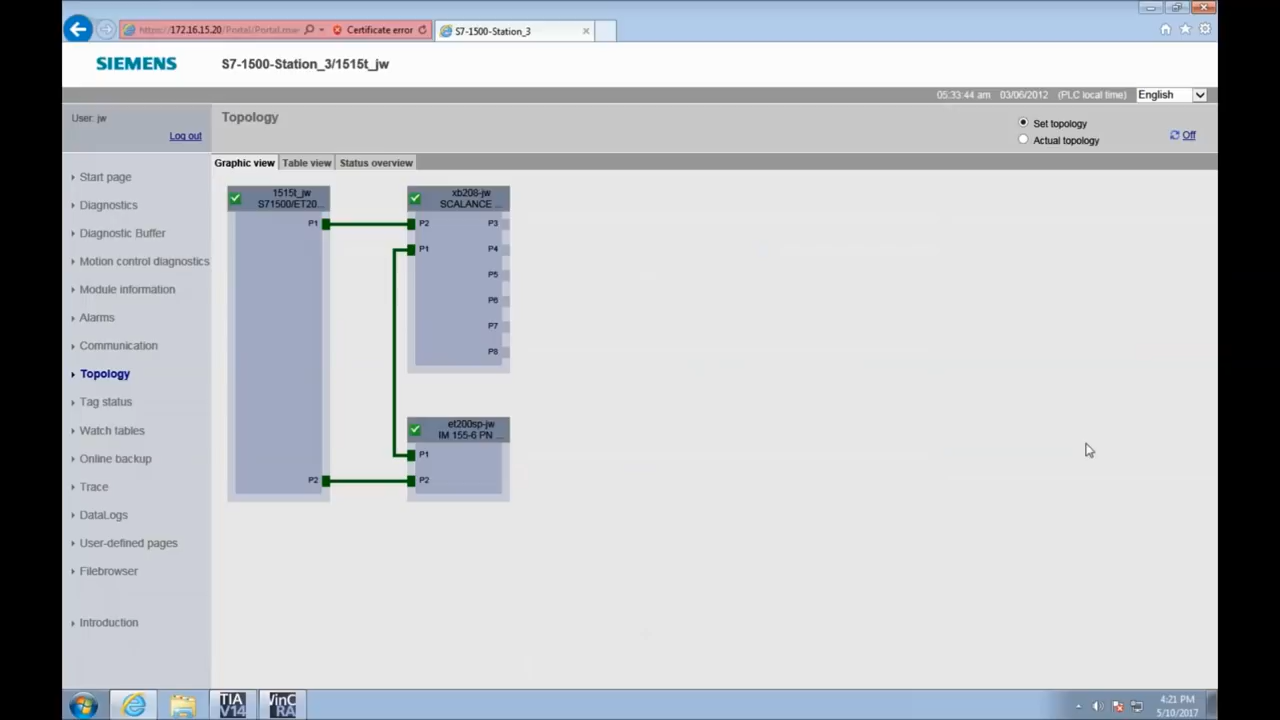 https://172.16.15.20/Portal/Portal.mws
Certificate error
S7-1500-Station_3
SIEMENS
S7-1500-Station_3/1515t_jw
05:33:44 am 03/06/2012 (PLC local time) English
User: jw
Log out
Topology
Set topology
Actual topology
Off
Graphic view Table view Status overview
Start page
Diagnostics
Diagnostic Buffer
Motion control diagnostics
Module information
Alarms
Communication
Topology
Tag status
Watch tables
Online backup
Trace
DataLogs
User-defined pages
Filebrowser
Introduction
1515t_jw
S71500/ET20...
P1
P2
xb208-jw
SCALANCE ...
P2 P3
P1 P4
P5
P6
P7
P8
et200sp-jw
IM 155-6 PN ...
P1
P2
TIA
V14
VinC
RA
4:21 PM
5/10/2017